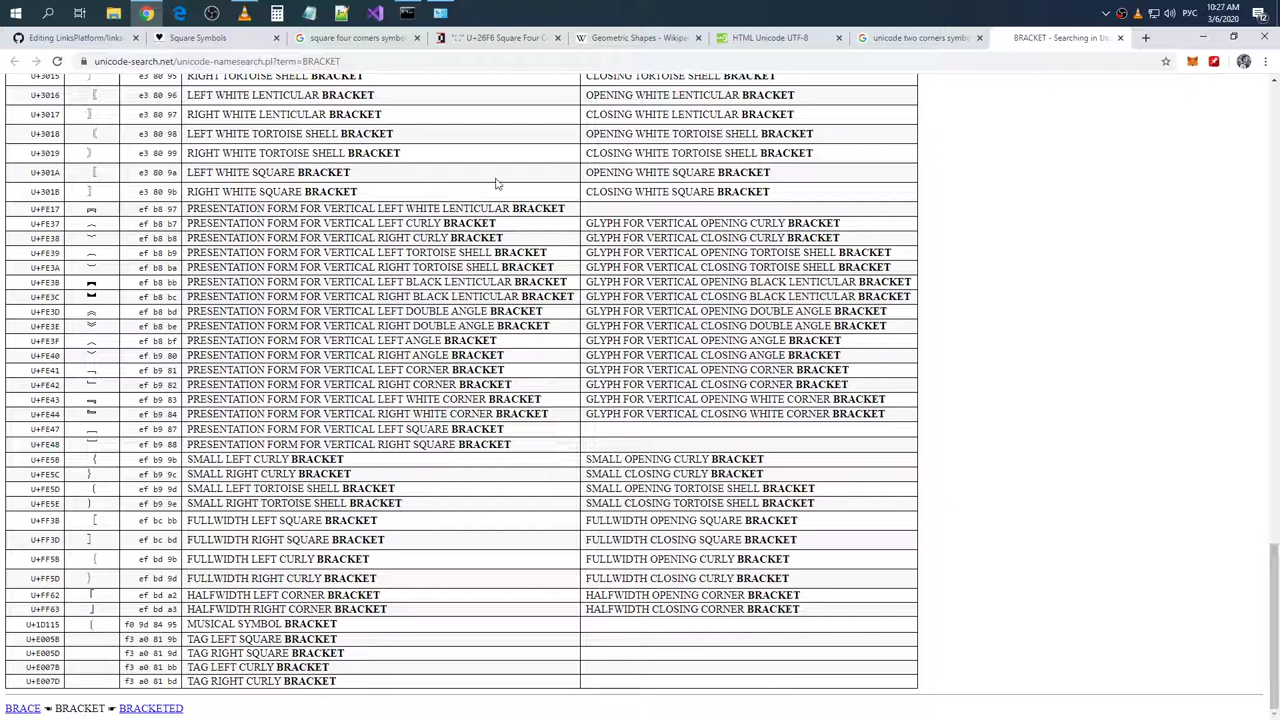 10:27 AM
РУС
3/6/2020
Editing LinksPlatform/links
Square Symbols
square four corners symbol
U+26F6 Square Four C
Geometric Shapes - Wikipe
HTML Unicode UTF-8
unicode two corners symbol
BRACKET - Searching in Un
unicode-search.net/unicode-namesearch.pl?term=BRACKET
U+3015 〕 e3 80 95 RIGHT TORTOISE SHELL BRACKET CLOSING TORTOISE SHELL BRACKET
U+3016 〖 e3 80 96 LEFT WHITE LENTICULAR BRACKET OPENING WHITE LENTICULAR BRACKET
U+3017 〗 e3 80 97 RIGHT WHITE LENTICULAR BRACKET CLOSING WHITE LENTICULAR BRACKET
U+3018 〘 e3 80 98 LEFT WHITE TORTOISE SHELL BRACKET OPENING WHITE TORTOISE SHELL BRACKET
U+3019 〙 e3 80 99 RIGHT WHITE TORTOISE SHELL BRACKET CLOSING WHITE TORTOISE SHELL BRACKET
U+301A 〚 e3 80 9a LEFT WHITE SQUARE BRACKET OPENING WHITE SQUARE BRACKET
U+301B 〛 e3 80 9b RIGHT WHITE SQUARE BRACKET CLOSING WHITE SQUARE BRACKET
U+FE17 ︗ ef b8 97 PRESENTATION FORM FOR VERTICAL LEFT WHITE LENTICULAR BRACKET
U+FE37 ︷ ef b8 b7 PRESENTATION FORM FOR VERTICAL LEFT CURLY BRACKET GLYPH FOR VERTICAL OPENING CURLY BRACKET
U+FE38 ︸ ef b8 b8 PRESENTATION FORM FOR VERTICAL RIGHT CURLY BRACKET GLYPH FOR VERTICAL CLOSING CURLY BRACKET
U+FE39 ︹ ef b8 b9 PRESENTATION FORM FOR VERTICAL LEFT TORTOISE SHELL BRACKET GLYPH FOR VERTICAL OPENING TORTOISE SHELL BRACKET
U+FE3A ︺ ef b8 ba PRESENTATION FORM FOR VERTICAL RIGHT TORTOISE SHELL BRACKET GLYPH FOR VERTICAL CLOSING TORTOISE SHELL BRACKET
U+FE3B ︻ ef b8 bb PRESENTATION FORM FOR VERTICAL LEFT BLACK LENTICULAR BRACKET GLYPH FOR VERTICAL OPENING BLACK LENTICULAR BRACKET
U+FE3C ︼ ef b8 bc PRESENTATION FORM FOR VERTICAL RIGHT BLACK LENTICULAR BRACKET GLYPH FOR VERTICAL CLOSING BLACK LENTICULAR BRACKET
U+FE3D ︽ ef b8 bd PRESENTATION FORM FOR VERTICAL LEFT DOUBLE ANGLE BRACKET GLYPH FOR VERTICAL OPENING DOUBLE ANGLE BRACKET
U+FE3E ︾ ef b8 be PRESENTATION FORM FOR VERTICAL RIGHT DOUBLE ANGLE BRACKET GLYPH FOR VERTICAL CLOSING DOUBLE ANGLE BRACKET
U+FE3F ︿ ef b8 bf PRESENTATION FORM FOR VERTICAL LEFT ANGLE BRACKET GLYPH FOR VERTICAL OPENING ANGLE BRACKET
U+FE40 ﹀ ef b9 80 PRESENTATION FORM FOR VERTICAL RIGHT ANGLE BRACKET GLYPH FOR VERTICAL CLOSING ANGLE BRACKET
U+FE41 ﹁ ef b9 81 PRESENTATION FORM FOR VERTICAL LEFT CORNER BRACKET GLYPH FOR VERTICAL OPENING CORNER BRACKET
U+FE42 ﹂ ef b9 82 PRESENTATION FORM FOR VERTICAL RIGHT CORNER BRACKET GLYPH FOR VERTICAL CLOSING CORNER BRACKET
U+FE43 ﹃ ef b9 83 PRESENTATION FORM FOR VERTICAL LEFT WHITE CORNER BRACKET GLYPH FOR VERTICAL OPENING WHITE CORNER BRACKET
U+FE44 ﹄ ef b9 84 PRESENTATION FORM FOR VERTICAL RIGHT WHITE CORNER BRACKET GLYPH FOR VERTICAL CLOSING WHITE CORNER BRACKET
U+FE47 ﹇ ef b9 87 PRESENTATION FORM FOR VERTICAL LEFT SQUARE BRACKET
U+FE48 ﹈ ef b9 88 PRESENTATION FORM FOR VERTICAL RIGHT SQUARE BRACKET
U+FE5B ﹛ ef b9 9b SMALL LEFT CURLY BRACKET SMALL OPENING CURLY BRACKET
U+FE5C ﹜ ef b9 9c SMALL RIGHT CURLY BRACKET SMALL CLOSING CURLY BRACKET
U+FE5D ﹝ ef b9 9d SMALL LEFT TORTOISE SHELL BRACKET SMALL OPENING TORTOISE SHELL BRACKET
U+FE5E ﹞ ef b9 9e SMALL RIGHT TORTOISE SHELL BRACKET SMALL CLOSING TORTOISE SHELL BRACKET
U+FF3B ［ ef bc bb FULLWIDTH LEFT SQUARE BRACKET FULLWIDTH OPENING SQUARE BRACKET
U+FF3D ］ ef bc bd FULLWIDTH RIGHT SQUARE BRACKET FULLWIDTH CLOSING SQUARE BRACKET
U+FF5B ｛ ef bd 9b FULLWIDTH LEFT CURLY BRACKET FULLWIDTH OPENING CURLY BRACKET
U+FF5D ｝ ef bd 9d FULLWIDTH RIGHT CURLY BRACKET FULLWIDTH CLOSING CURLY BRACKET
U+FF62 ｢ ef bd a2 HALFWIDTH LEFT CORNER BRACKET HALFWIDTH OPENING CORNER BRACKET
U+FF63 ｣ ef bd a3 HALFWIDTH RIGHT CORNER BRACKET HALFWIDTH CLOSING CORNER BRACKET
U+1D115 𝄕 f0 9d 84 95 MUSICAL SYMBOL BRACKET
U+E005B f3 a0 81 9b TAG LEFT SQUARE BRACKET
U+E005D f3 a0 81 9d TAG RIGHT SQUARE BRACKET
U+E007B f3 a0 81 bb TAG LEFT CURLY BRACKET
U+E007D f3 a0 81 bd TAG RIGHT CURLY BRACKET
BRACE ☚ BRACKET ☛ BRACKETED